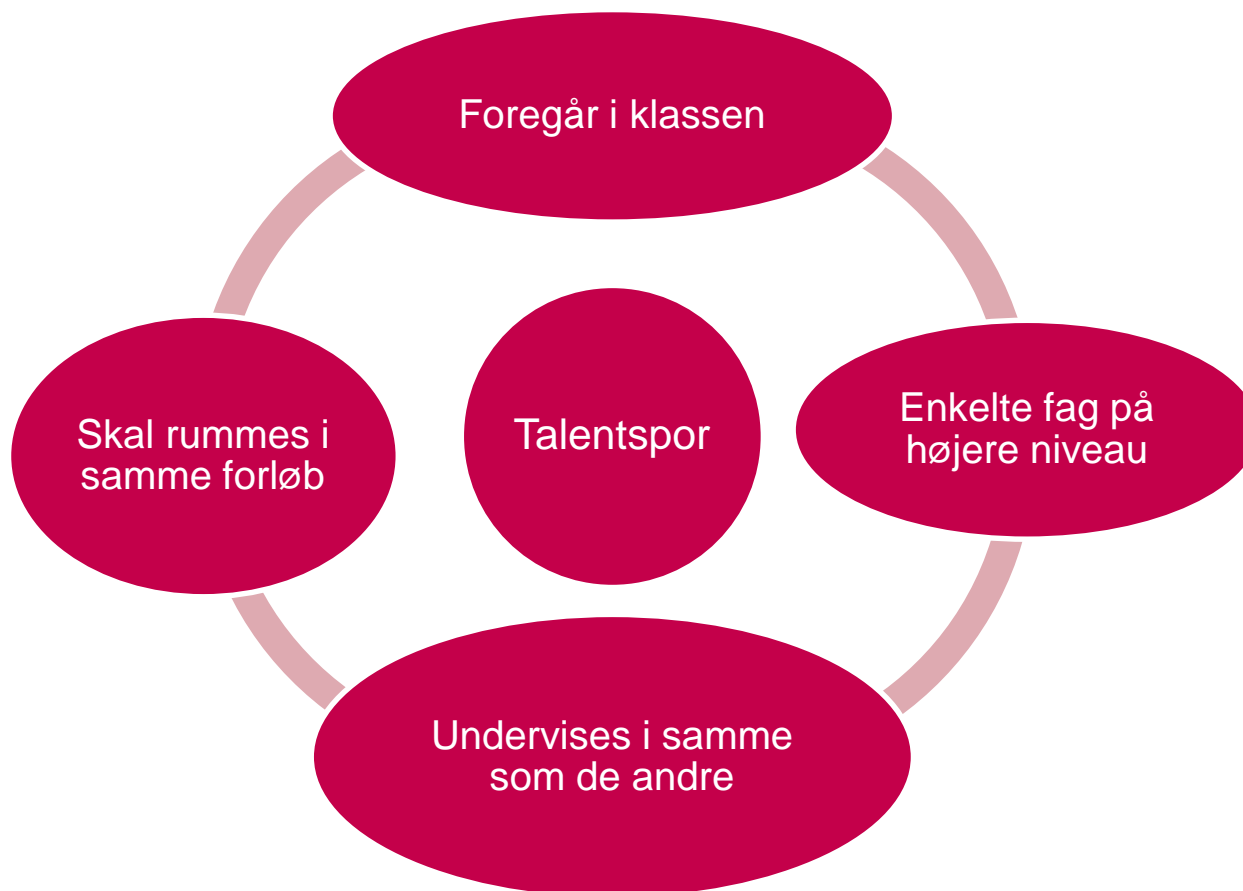 Foregår i klassen
Enkelte fag på
højere niveau
Undervises i samme
som de andre
Skal rummes i
samme forløb
Talentspor